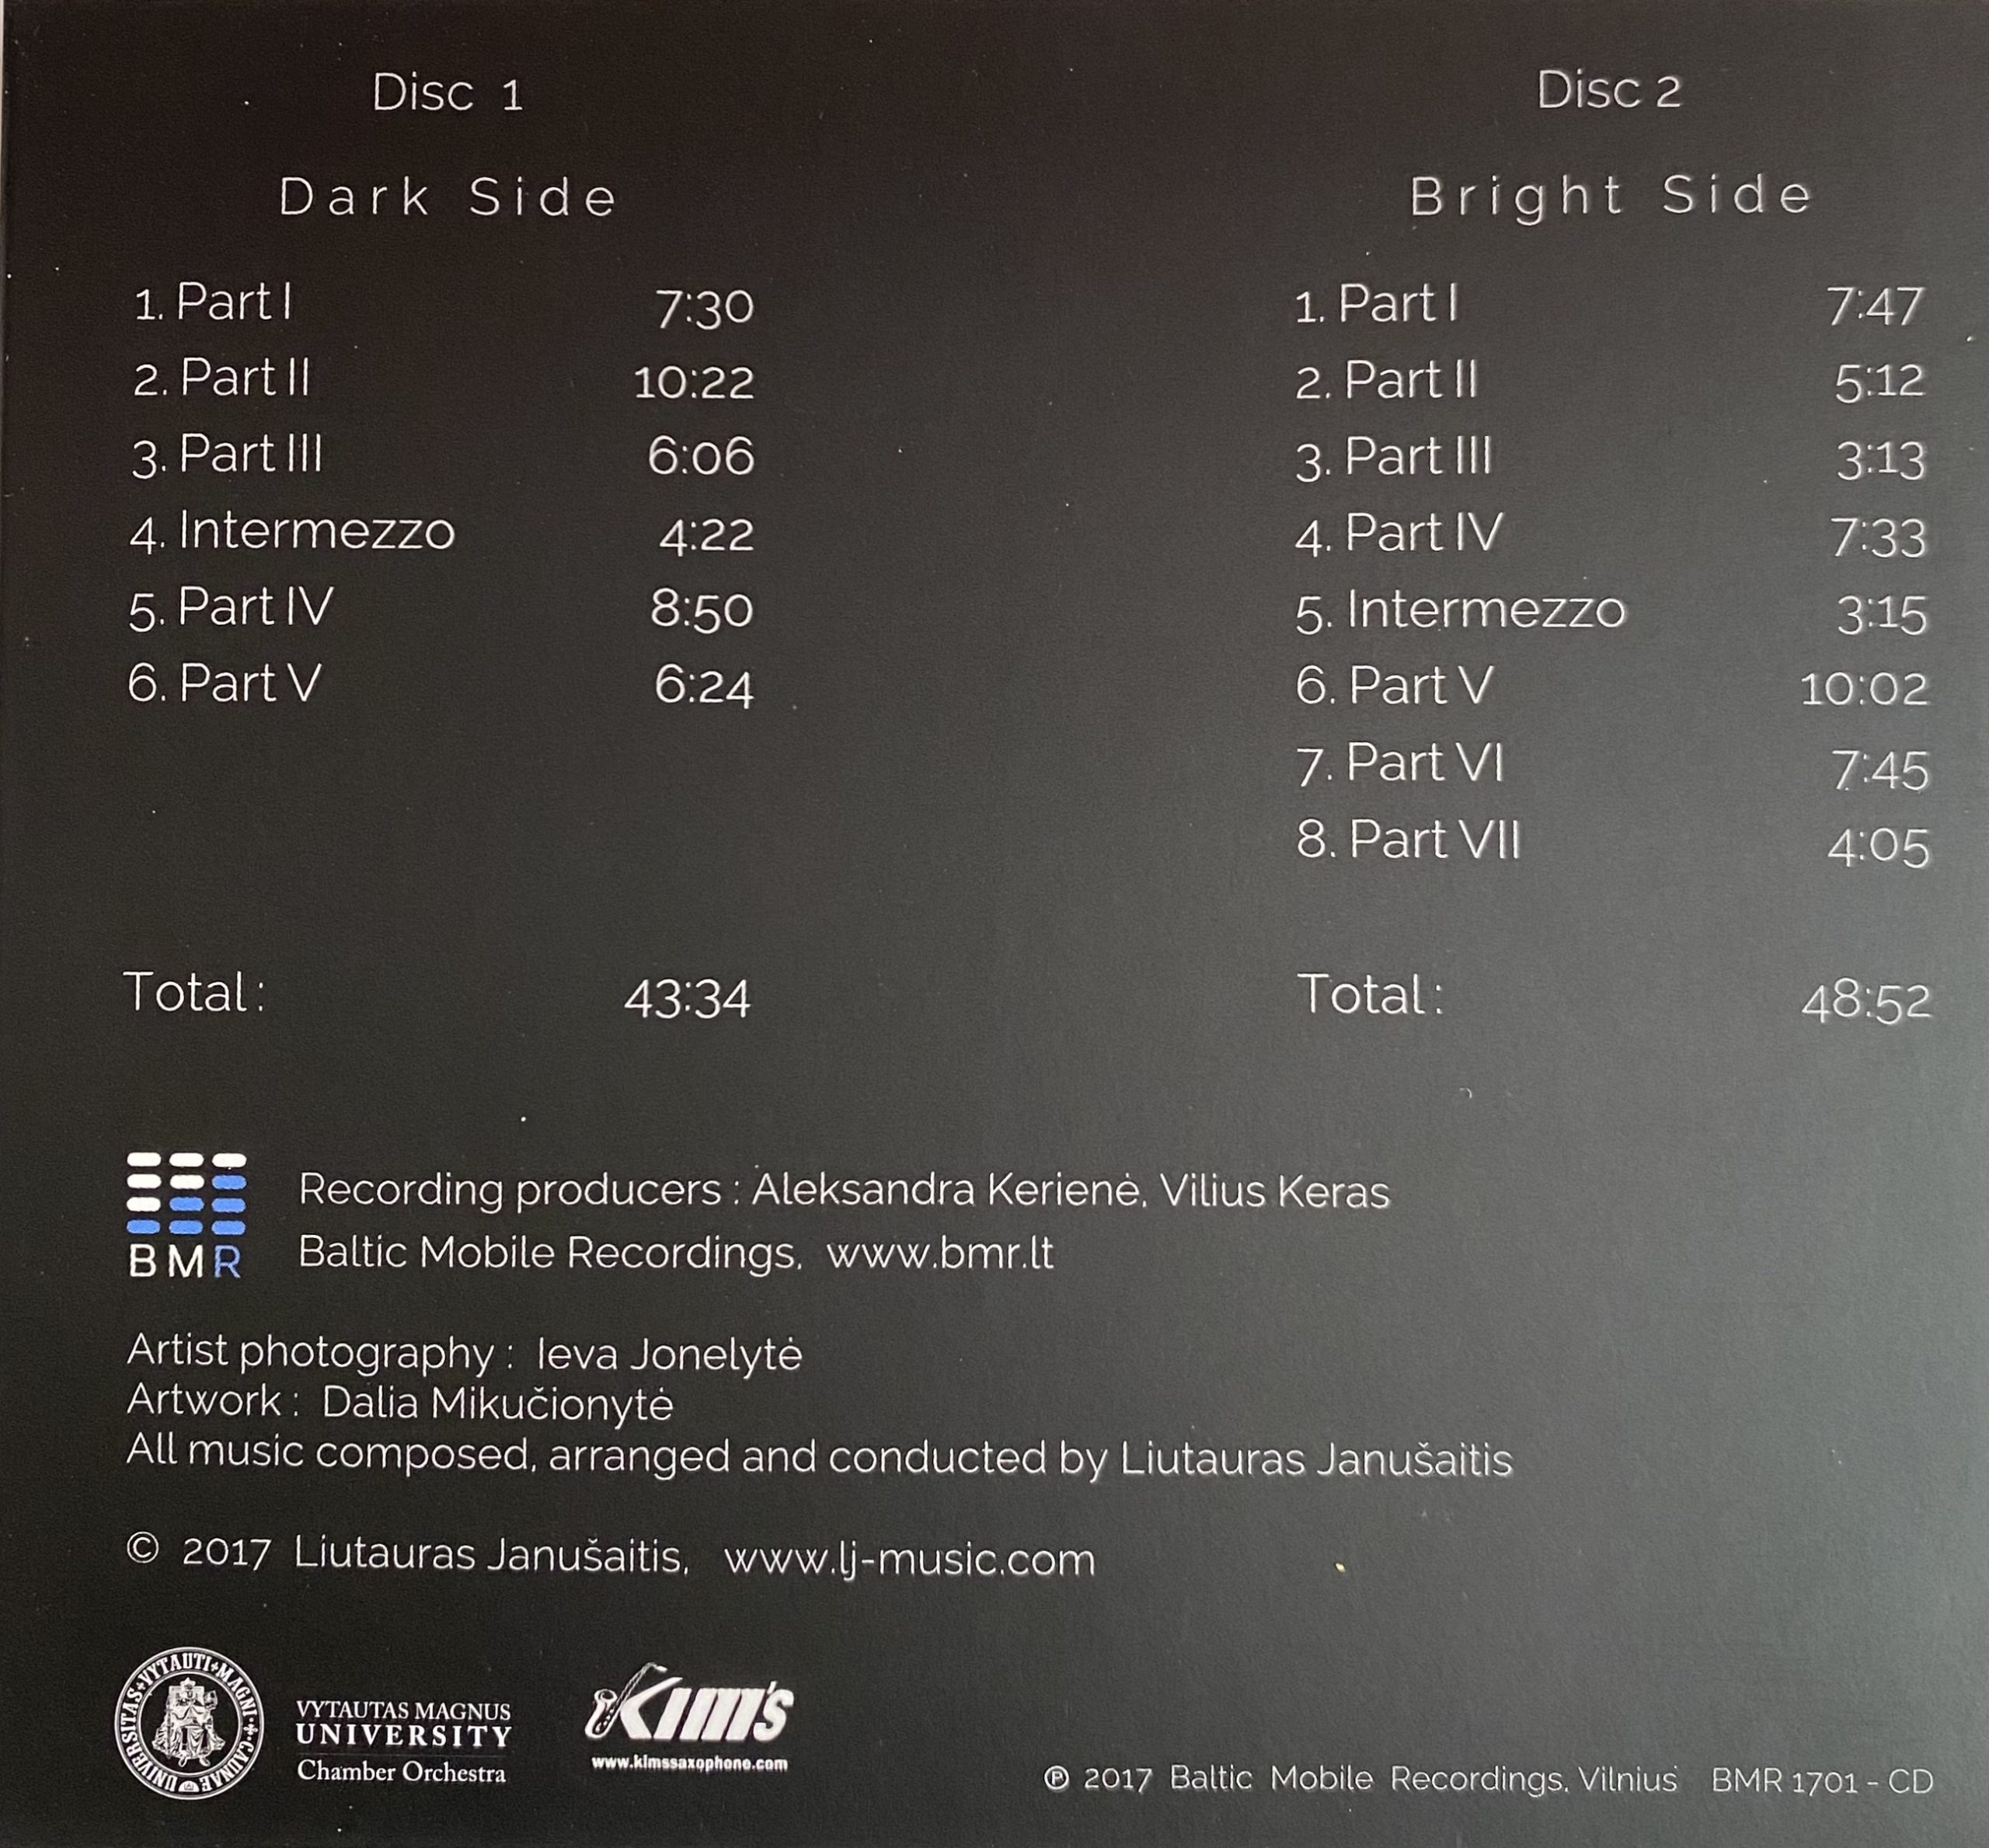 Disc 1
Dark Side
1. Part I 7:30
2. Part II 10:22
3. Part III 6:06
4. Intermezzo 4:22
5. Part IV 8:50
6. Part V 6:24
Total: 43:34
Disc 2
Bright Side
1. Part I 7:47
2. Part II 5:12
3. Part III 3:13
4. Part IV 7:33
5. Intermezzo 3:15
6. Part V 10:02
7. Part VI 7:45
8. Part VII 4:05
Total: 48:52
BMR
Recording producers : Aleksandra Kerienė, Vilius Keras
Baltic Mobile Recordings, www.bmr.lt
Artist photography : Ieva Jonelytė
Artwork : Dalia Mikučionytė
All music composed, arranged and conducted by Liutauras Janušaitis
© 2017 Liutauras Janušaitis, www.lj-music.com
UNIVERSITAS VYTAUTI MAGNI CAUNAE
VYTAUTAS MAGNUS
UNIVERSITY
Chamber Orchestra
Kim's
www.kimssaxophone.com
℗ 2017 Baltic Mobile Recordings, Vilnius BMR 1701 - CD